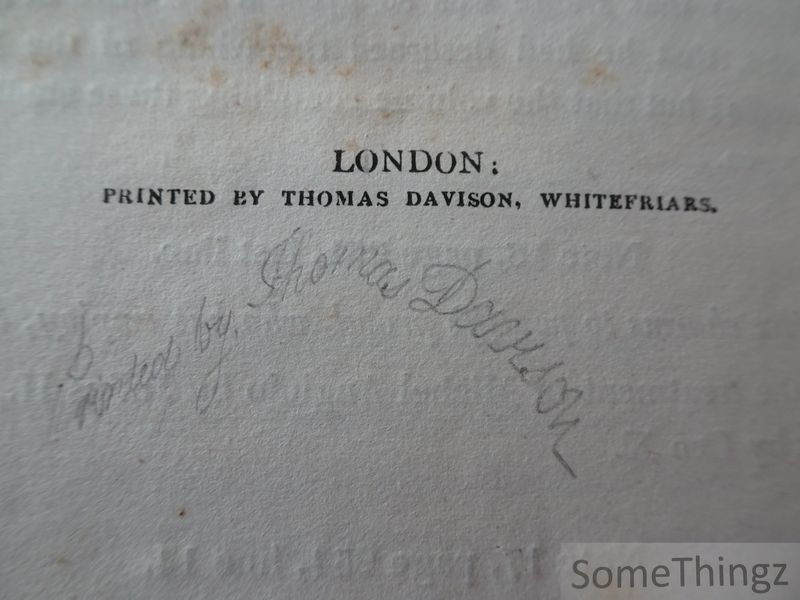 LONDON:
PRINTED BY THOMAS DAVISON, WHITEFRIARS.
Printed by, Thomas Davison
SomeThingz